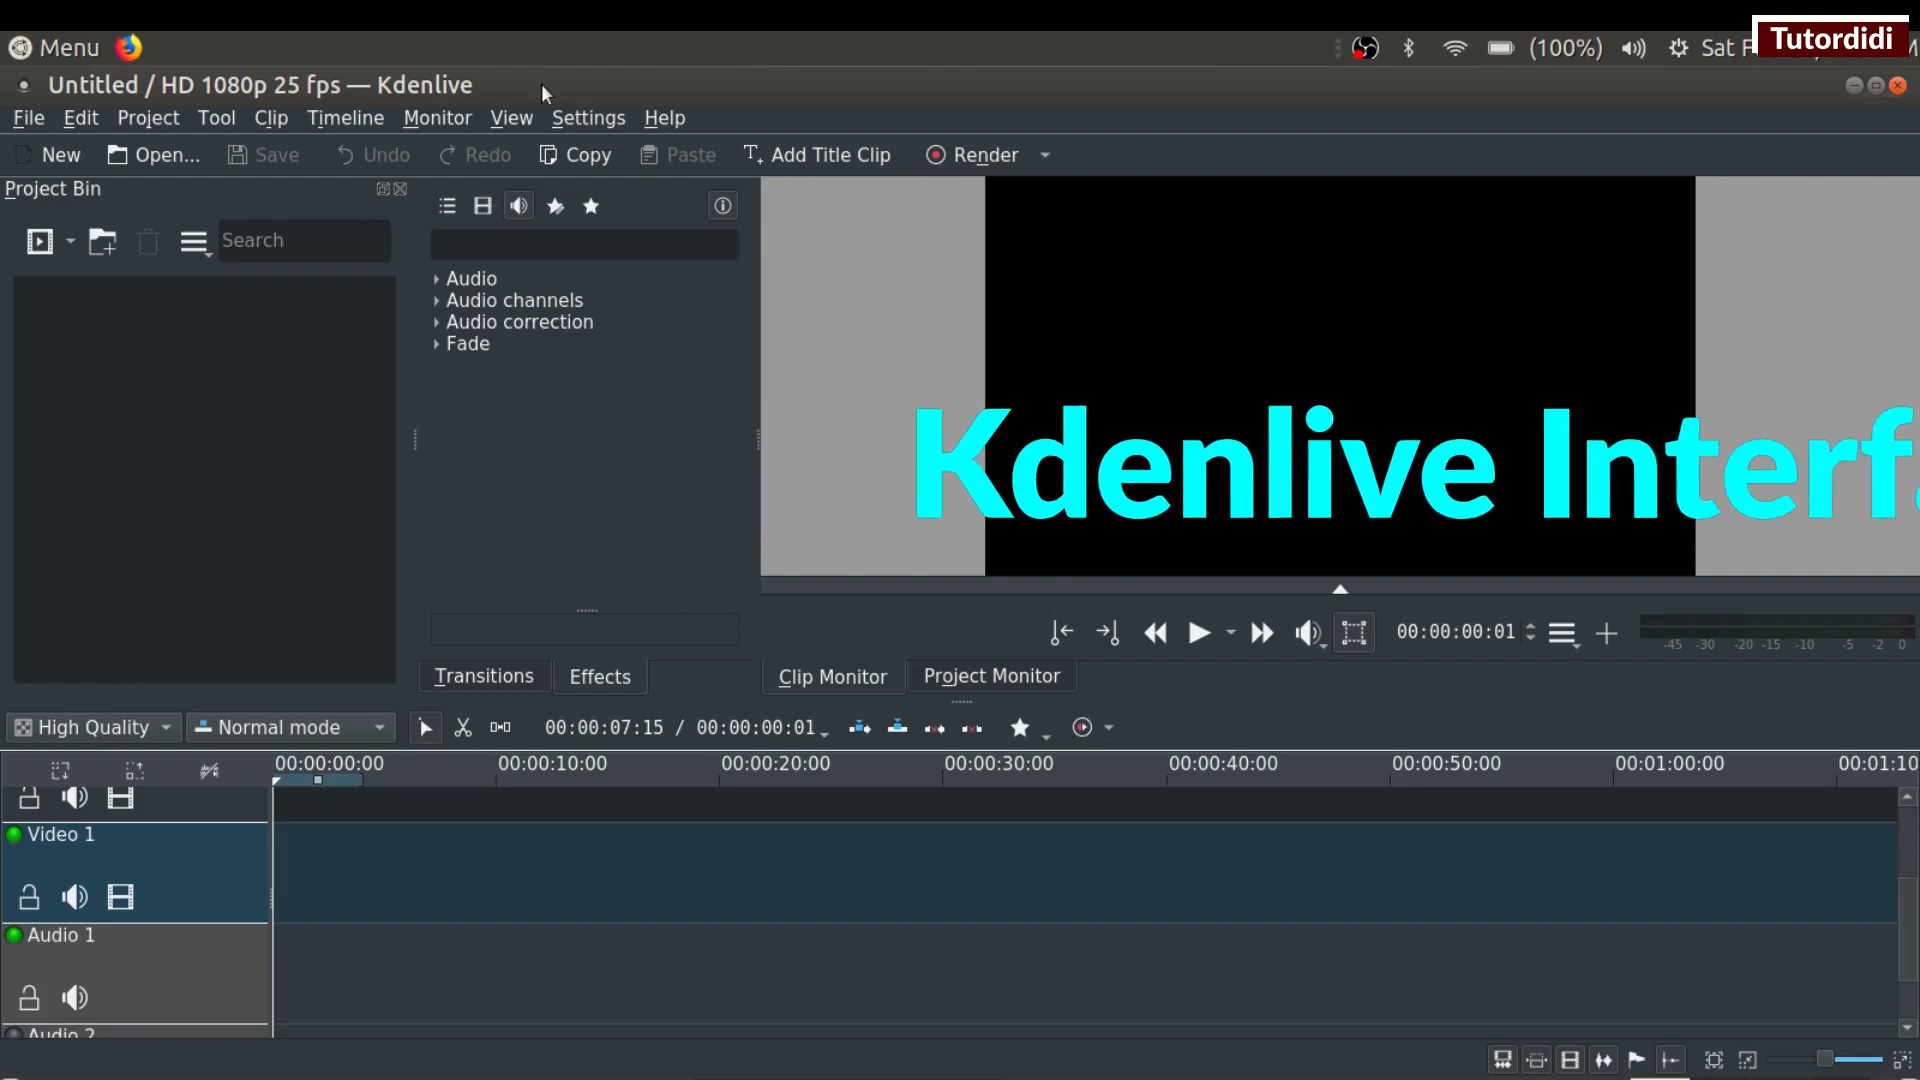 Tutordidi
Menu (100%) Sat
Untitled / HD 1080p 25 fps — Kdenlive
File Edit Project Tool Clip Timeline Monitor View Settings Help
New Open... Save Undo Redo Copy Paste Add Title Clip Render
Project Bin
Search
Audio
Audio channels
Audio correction
Fade
Kdenlive Interfa
00:00:00:01
-45 -30 -20 -15 -10 -5 -2 0
Transitions Effects Clip Monitor Project Monitor
High Quality Normal mode 00:00:07:15 / 00:00:00:01
00:00:00:00 00:00:10:00 00:00:20:00 00:00:30:00 00:00:40:00 00:00:50:00 00:01:00:00 00:01:10
Video 1
Audio 1
Audio 2